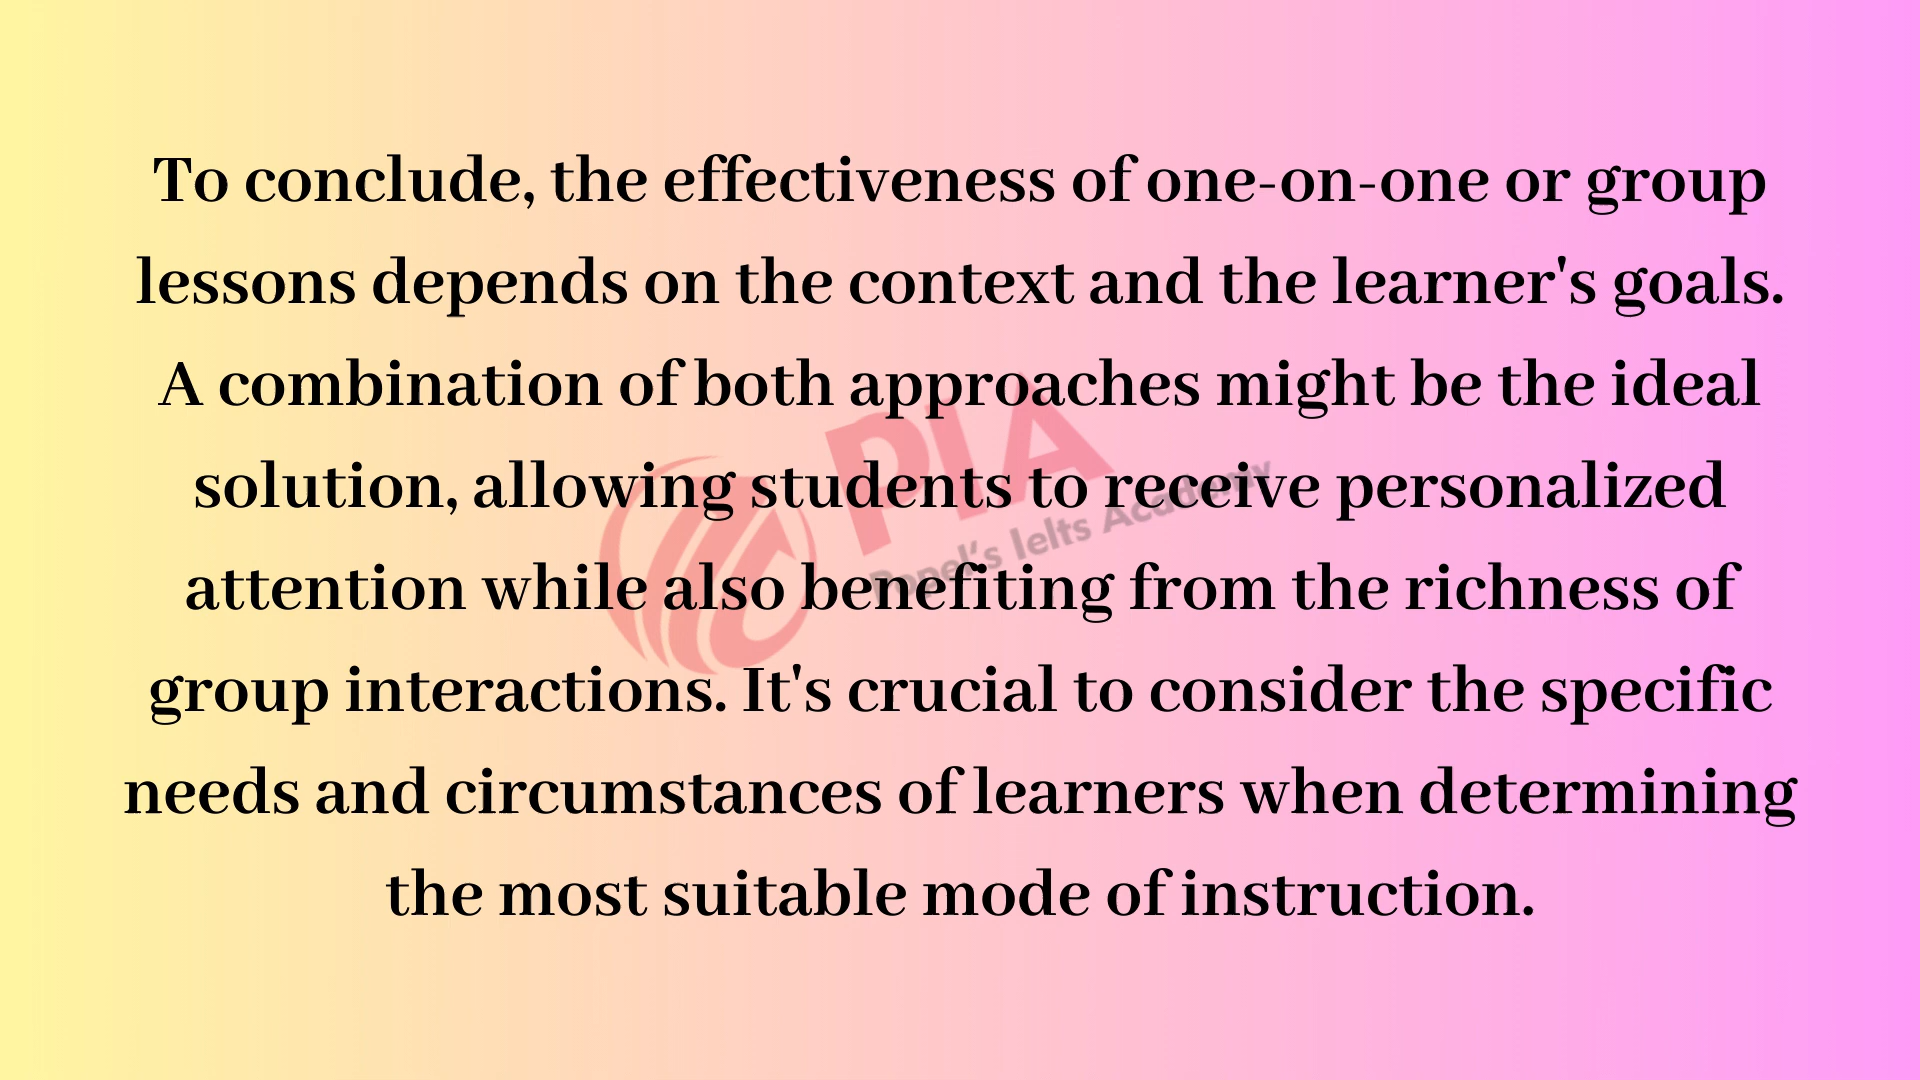 To conclude, the effectiveness of one-on-one or group
lessons depends on the context and the learner's goals.
A combination of both approaches might be the ideal
solution, allowing students to receive personalized
attention while also benefiting from the richness of
group interactions. It's crucial to consider the specific
needs and circumstances of learners when determining
the most suitable mode of instruction.
PIA
Popel's Ielts Academy